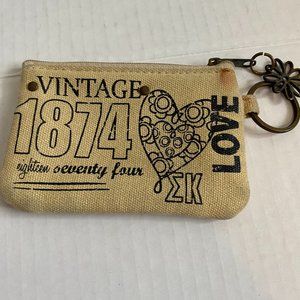 VINTAGE
1874
eighteen seventy four
LOVE
ΣΚ